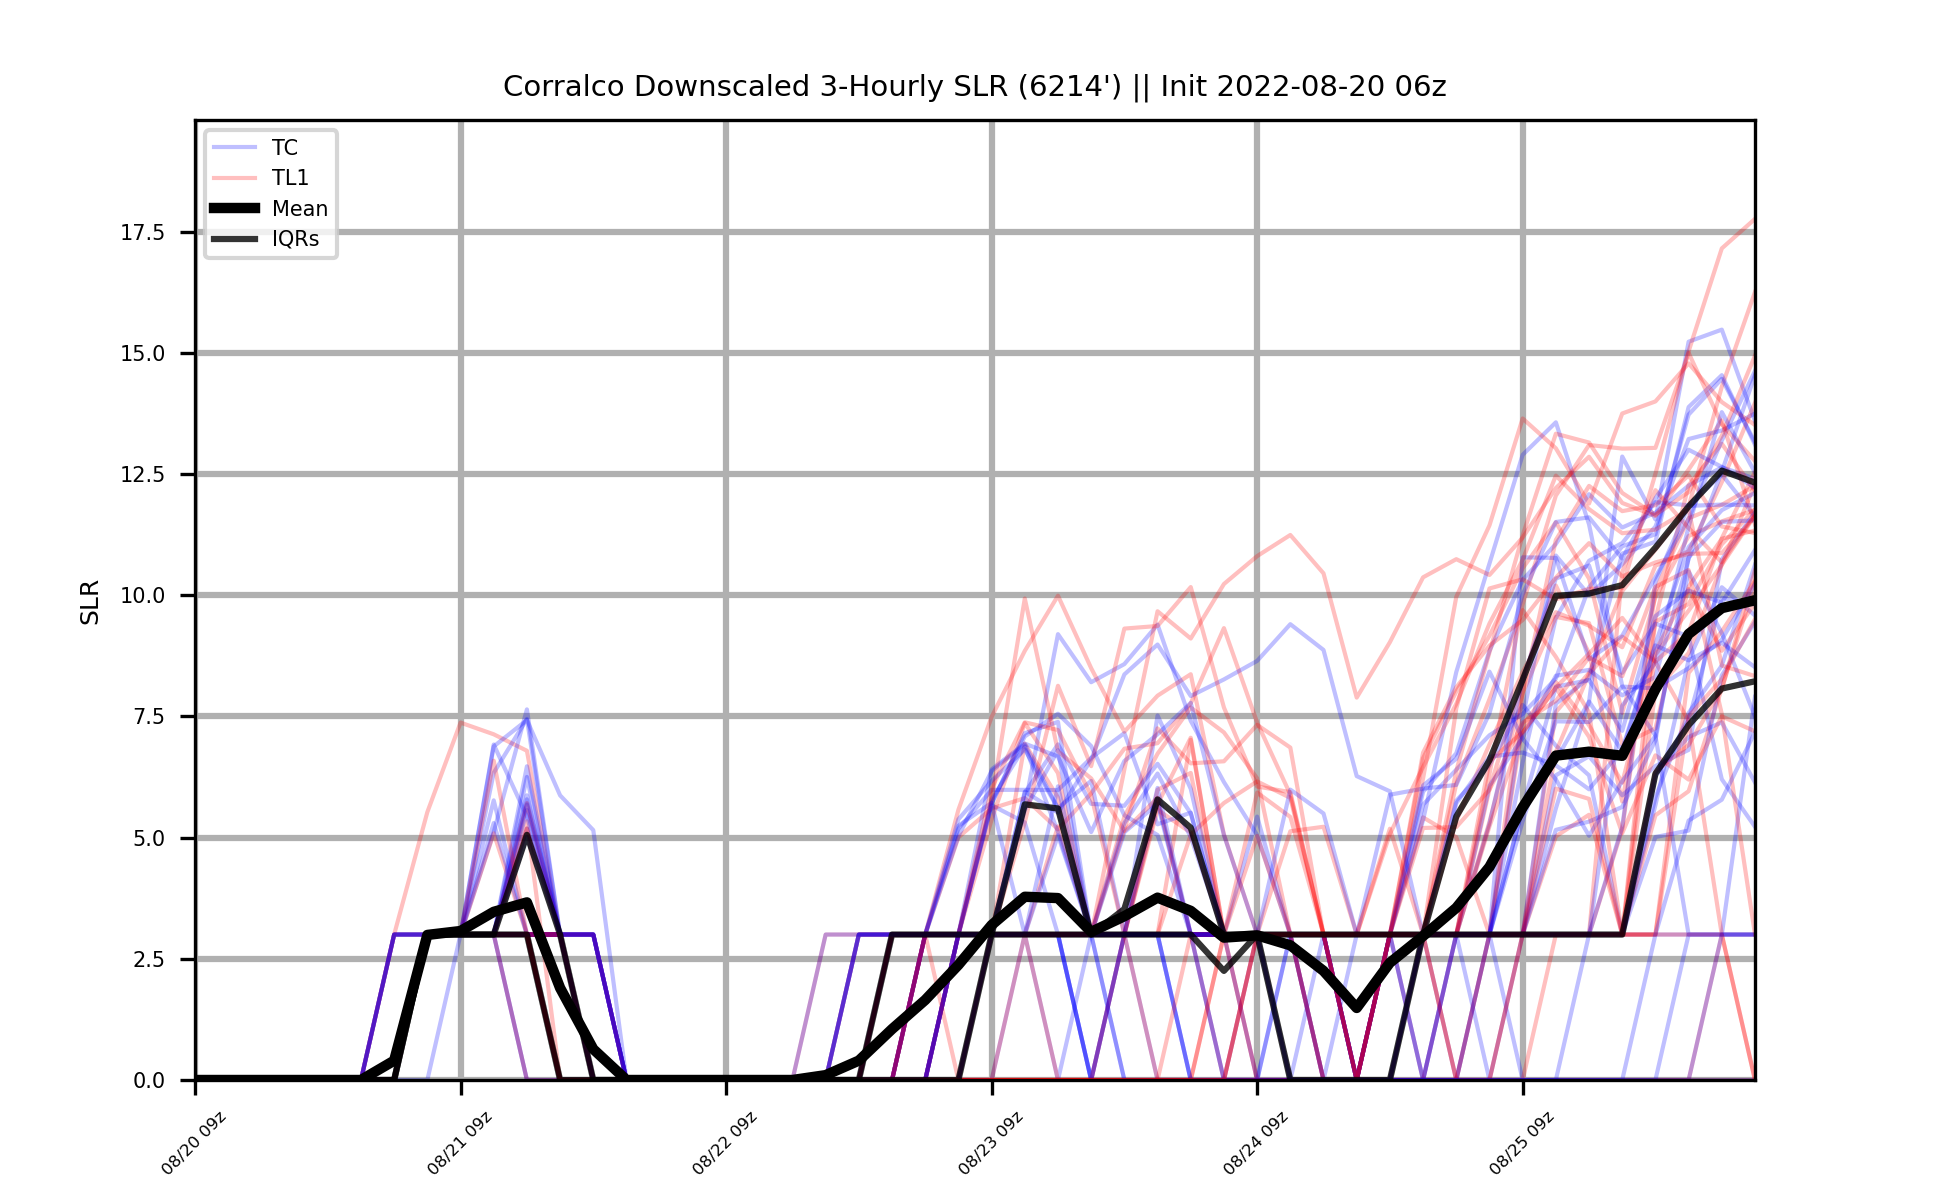 Corralco Downscaled 3-Hourly SLR (6214') || Init 2022-08-20 06z
TC
TL1
Mean
IQRs
17.5
15.0
12.5
10.0
7.5
5.0
2.5
0.0
SLR
08/20 09z
08/21 09z
08/22 09z
08/23 09z
08/24 09z
08/25 09z